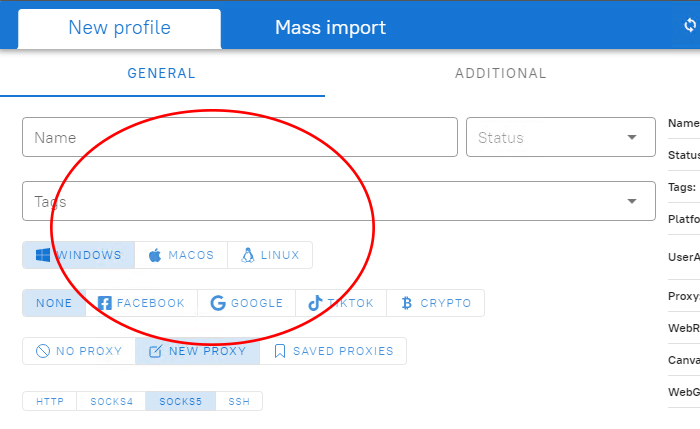 New profile Mass import
GENERAL ADDITIONAL
Name Status
Tags
WINDOWS MACOS LINUX
NONE FACEBOOK GOOGLE TIKTOK CRYPTO
NO PROXY NEW PROXY SAVED PROXIES
HTTP SOCKS4 SOCKS5 SSH
Name
Status
Tags:
Platfo
UserA
Proxy:
WebR
Canva
WebG